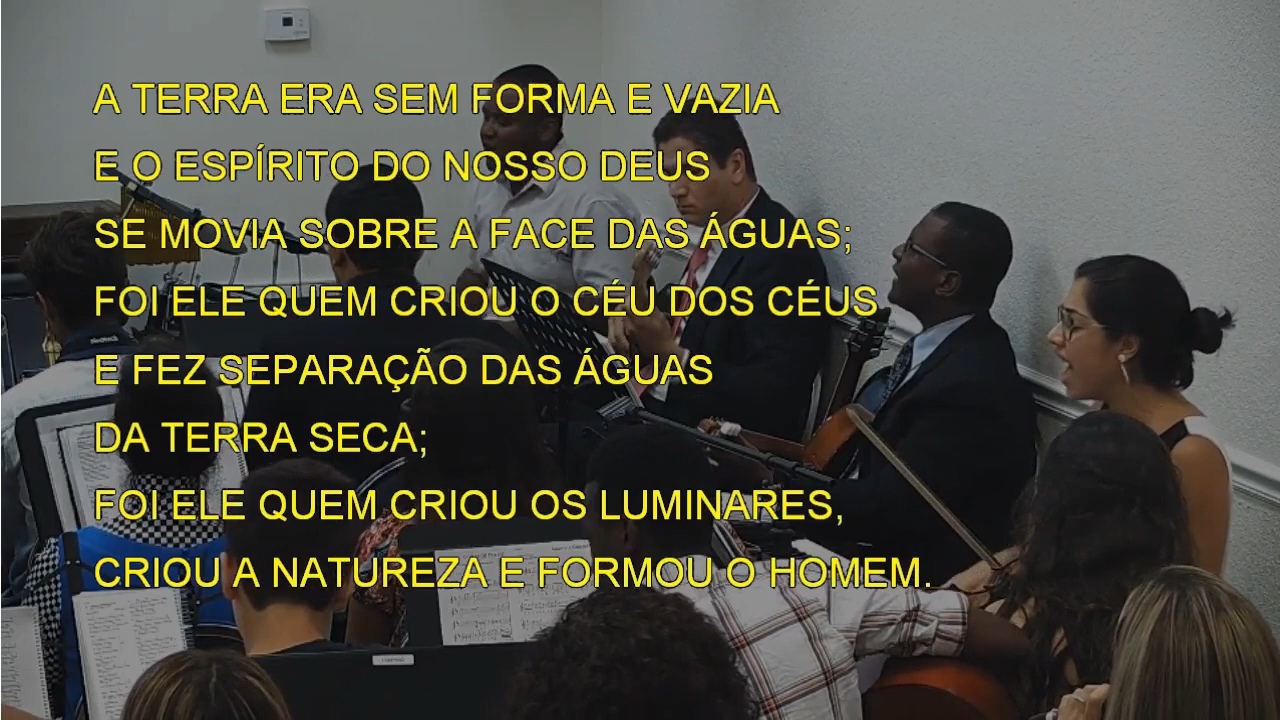 A TERRA ERA SEM FORMA E VAZIA
E O ESPÍRITO DO NOSSO DEUS
SE MOVIA SOBRE A FACE DAS ÁGUAS;
FOI ELE QUEM CRIOU O CÉU DOS CÉUS
E FEZ SEPARAÇÃO DAS ÁGUAS
DA TERRA SECA;
FOI ELE QUEM CRIOU OS LUMINARES,
CRIOU A NATUREZA E FORMOU O HOMEM.